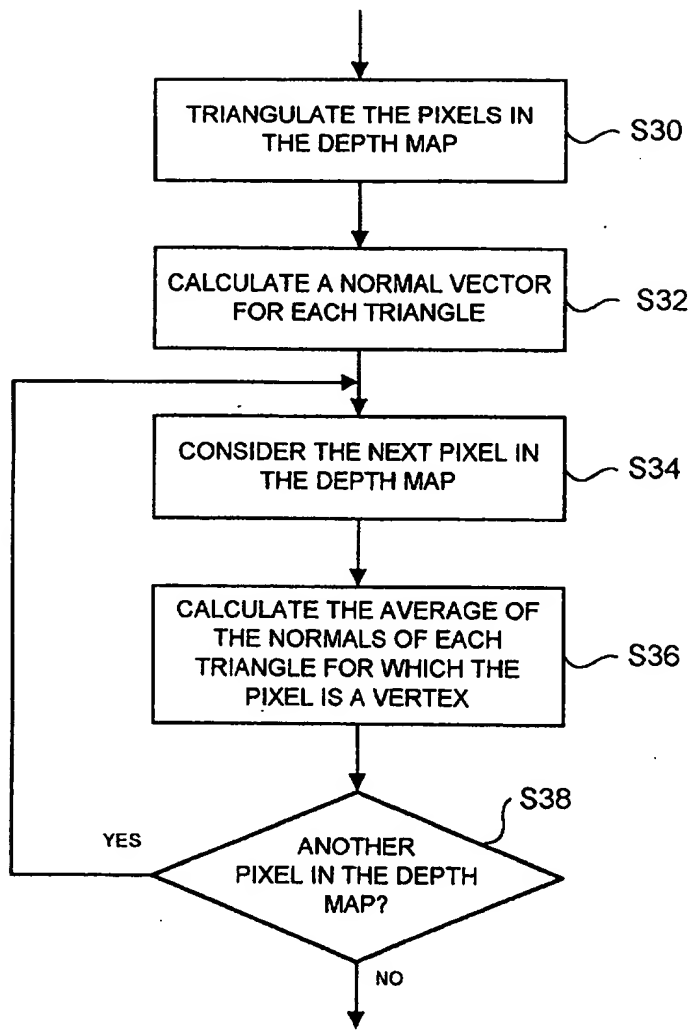 TRIANGULATE THE PIXELS IN
THE DEPTH MAP
S30
CALCULATE A NORMAL VECTOR
FOR EACH TRIANGLE
S32
CONSIDER THE NEXT PIXEL IN
THE DEPTH MAP
S34
CALCULATE THE AVERAGE OF
THE NORMALS OF EACH
TRIANGLE FOR WHICH THE
PIXEL IS A VERTEX
S36
S38
YES
ANOTHER
PIXEL IN THE DEPTH
MAP?
NO